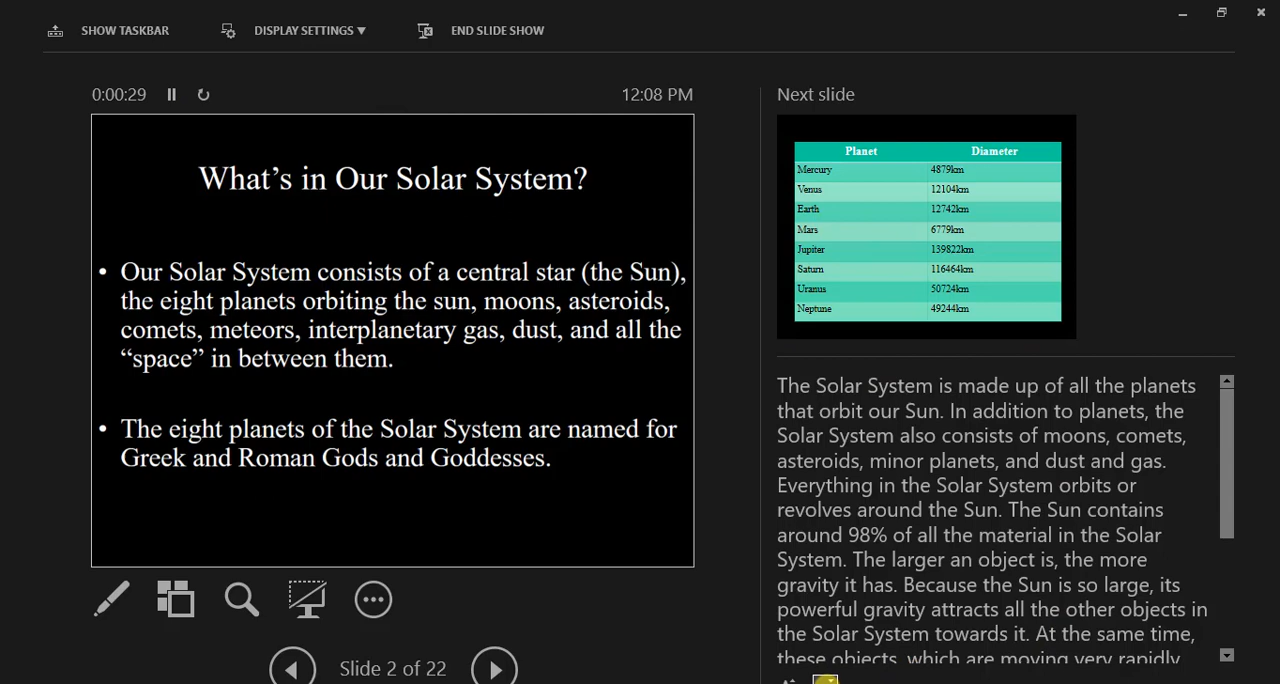 SHOW TASKBAR DISPLAY SETTINGS ▼ END SLIDE SHOW
0:00:29 12:08 PM
What's in Our Solar System?
• Our Solar System consists of a central star (the Sun),
the eight planets orbiting the sun, moons, asteroids,
comets, meteors, interplanetary gas, dust, and all the
“space” in between them.
• The eight planets of the Solar System are named for
Greek and Roman Gods and Goddesses.
Slide 2 of 22
Next slide
Planet Diameter
Mercury 4879km
Venus 12104km
Earth 12742km
Mars 6779km
Jupiter 139822km
Saturn 116464km
Uranus 50724km
Neptune 49244km
The Solar System is made up of all the planets
that orbit our Sun. In addition to planets, the
Solar System also consists of moons, comets,
asteroids, minor planets, and dust and gas.
Everything in the Solar System orbits or
revolves around the Sun. The Sun contains
around 98% of all the material in the Solar
System. The larger an object is, the more
gravity it has. Because the Sun is so large, its
powerful gravity attracts all the other objects in
the Solar System towards it. At the same time,
these objects, which are moving very rapidly